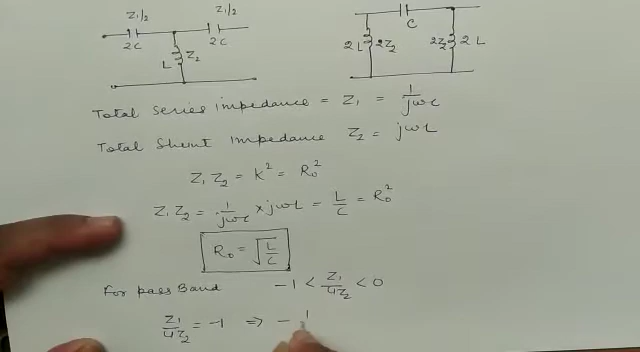 Z1/2 Z1/2
2C 2C
L Z2
C
2L 2Z2 2Z2 2L
Total Series impedance = Z1 = 1/jωc
Total Shunt Impedance Z2 = jωL
Z1 Z2 = K² = R0²
Z1 Z2 = 1/jωc × jωL = L/C = R0²
R0 = √L/C
For pass Band -1 < Z1/4Z2 < 0
Z1/4Z2 = -1 ⇒ - 1